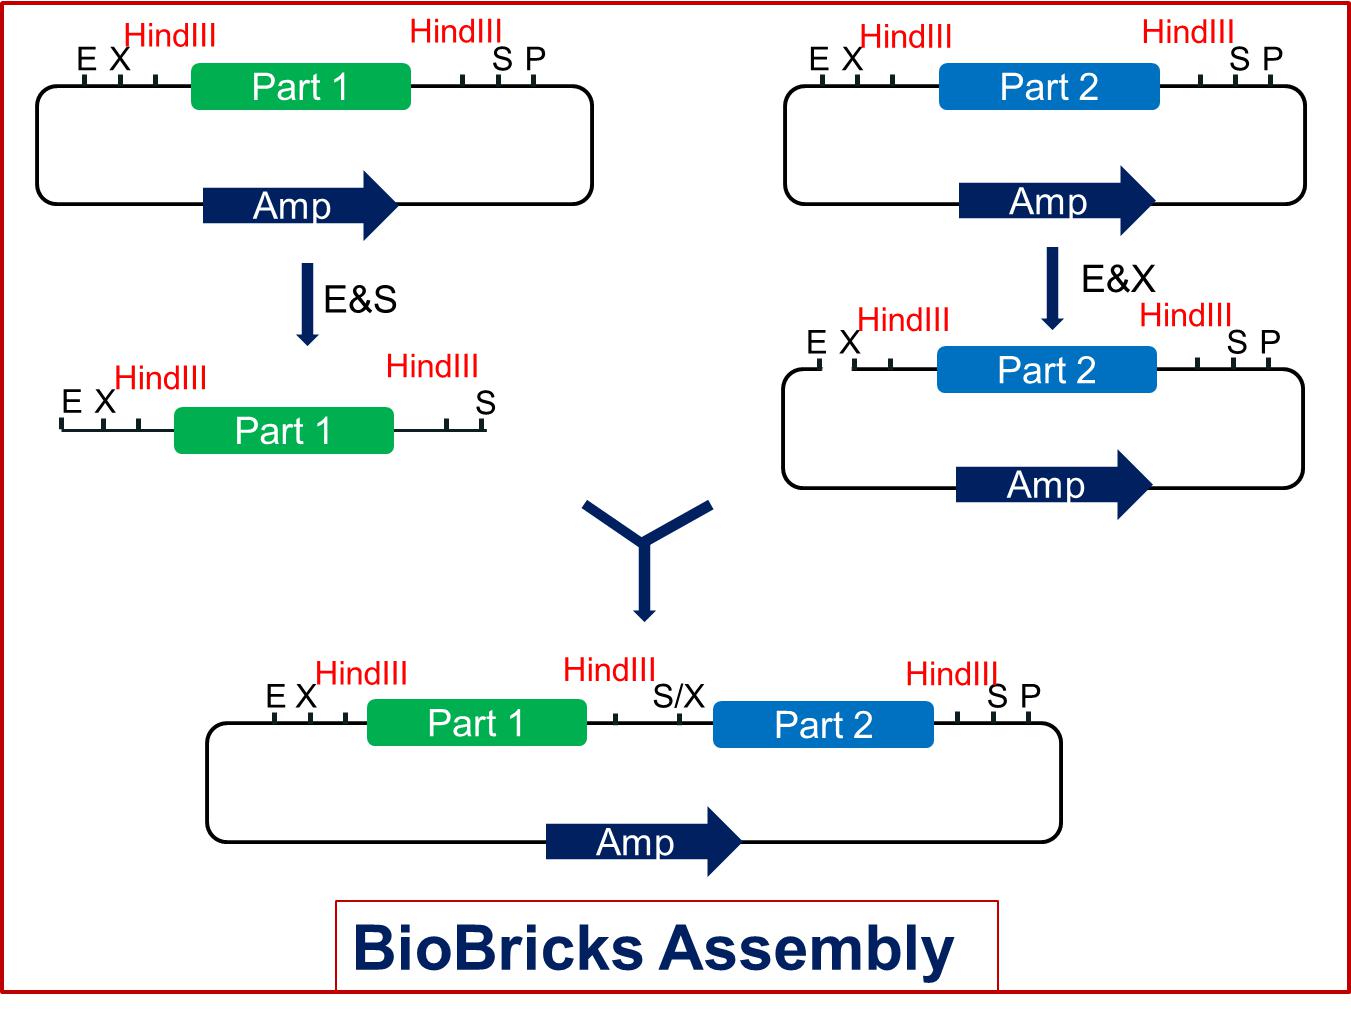 HindIII HindIII HindIII HindIII
E X S P E X S P
Part 1 Part 2
Amp Amp
E&S E&X
HindIII HindIII
E X S P
HindIII HindIII
Part 2
E X S
Part 1
Amp
HindIII HindIII HindIII
E X S/X S P
Part 1 Part 2
Amp
BioBricks Assembly